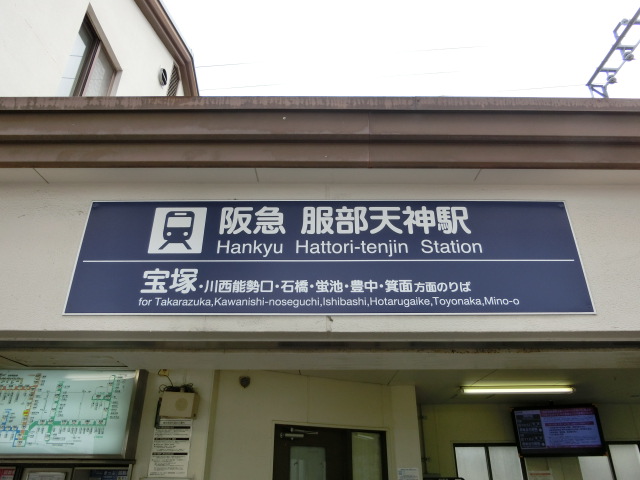 阪急 服部天神駅
Hankyu Hattori-tenjin Station
宝塚・川西能勢口・石橋・蛍池・豊中・箕面方面のりば
for Takarazuka,Kawanishi-noseguchi,Ishibashi,Hotarugaike,Toyonaka,Mino-o